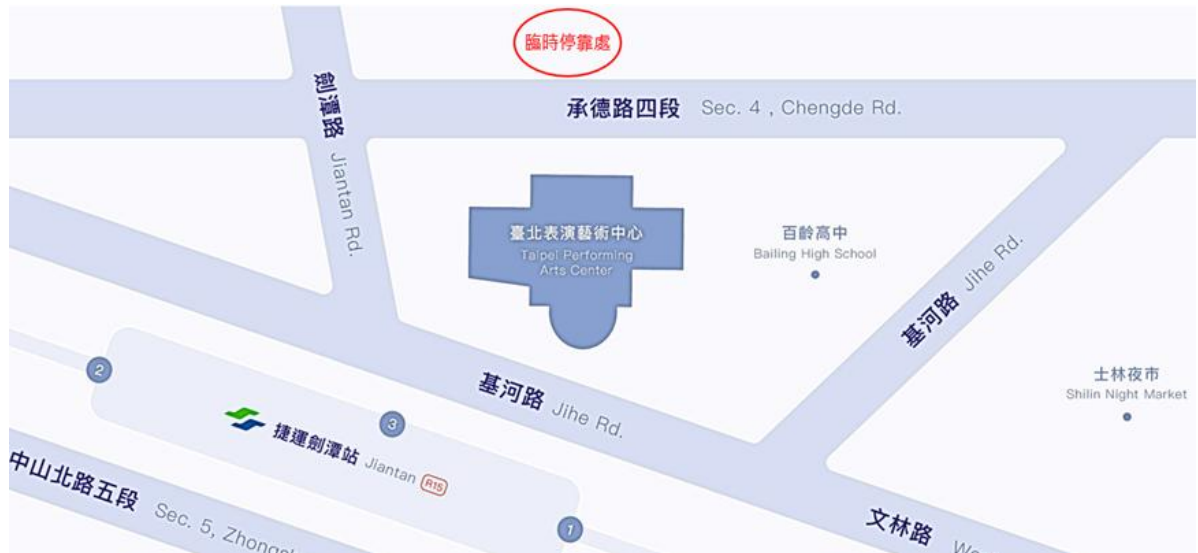 臨時停靠處
承德路四段 Sec. 4 , Chengde Rd.
劍潭路
Jiantan Rd.
臺北表演藝術中心
Taipei Performing
Arts Center
百齡高中
Bailing High School
基河路 Jihe Rd.
士林夜市
Shilin Night Market
2
基河路 Jihe Rd.
3
捷運劍潭站 Jiantan R15
中山北路五段 Sec. 5,
1
文林路